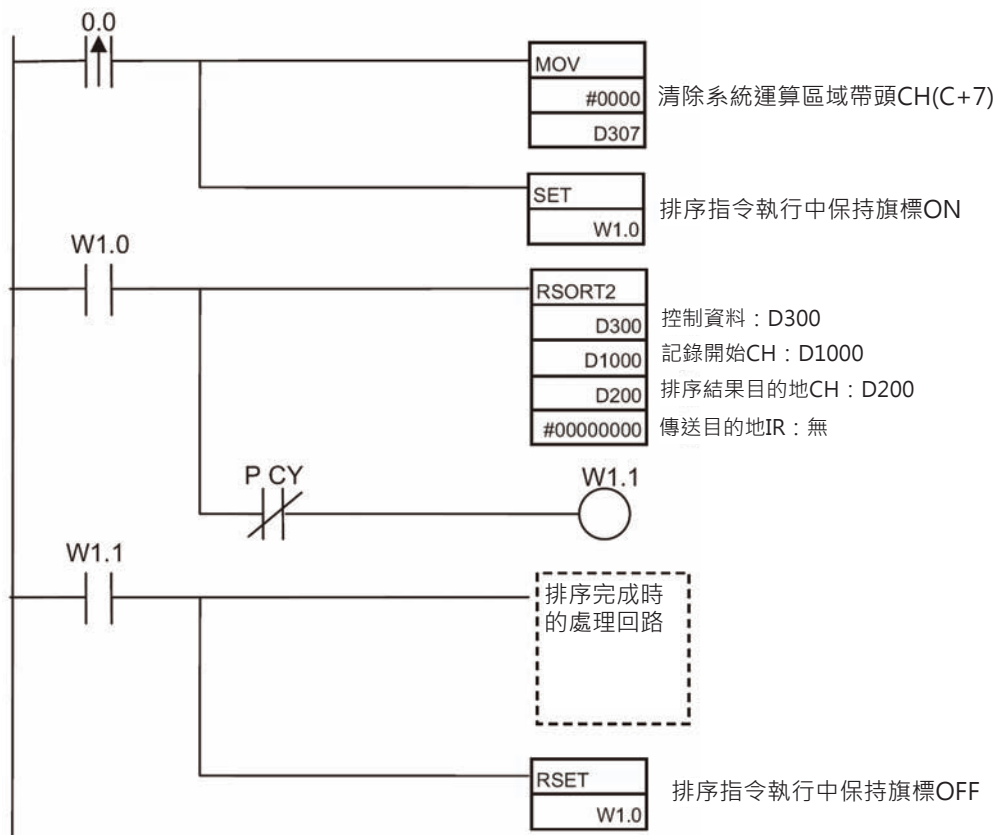 0.0
MOV
#0000
D307
清除系統運算區域帶頭CH(C+7)
SET
W1.0
排序指令執行中保持旗標ON
W1.0
RSORT2
D300
控制資料：D300
D1000
記錄開始CH：D1000
D200
排序結果目的地CH：D200
#00000000
傳送目的地IR：無
P CY
W1.1
W1.1
排序完成時
的處理回路
RSET
W1.0
排序指令執行中保持旗標OFF